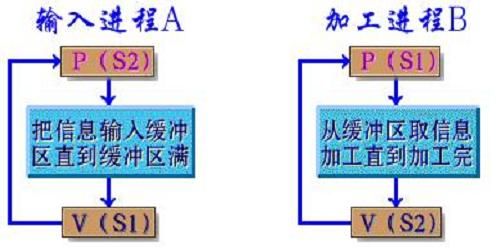 输入进程A
P（S2）
把信息输入缓冲
区直到缓冲区满
V（S1）
加工进程B
P（S1）
从缓冲区取信息
加工直到加工完
V（S2）